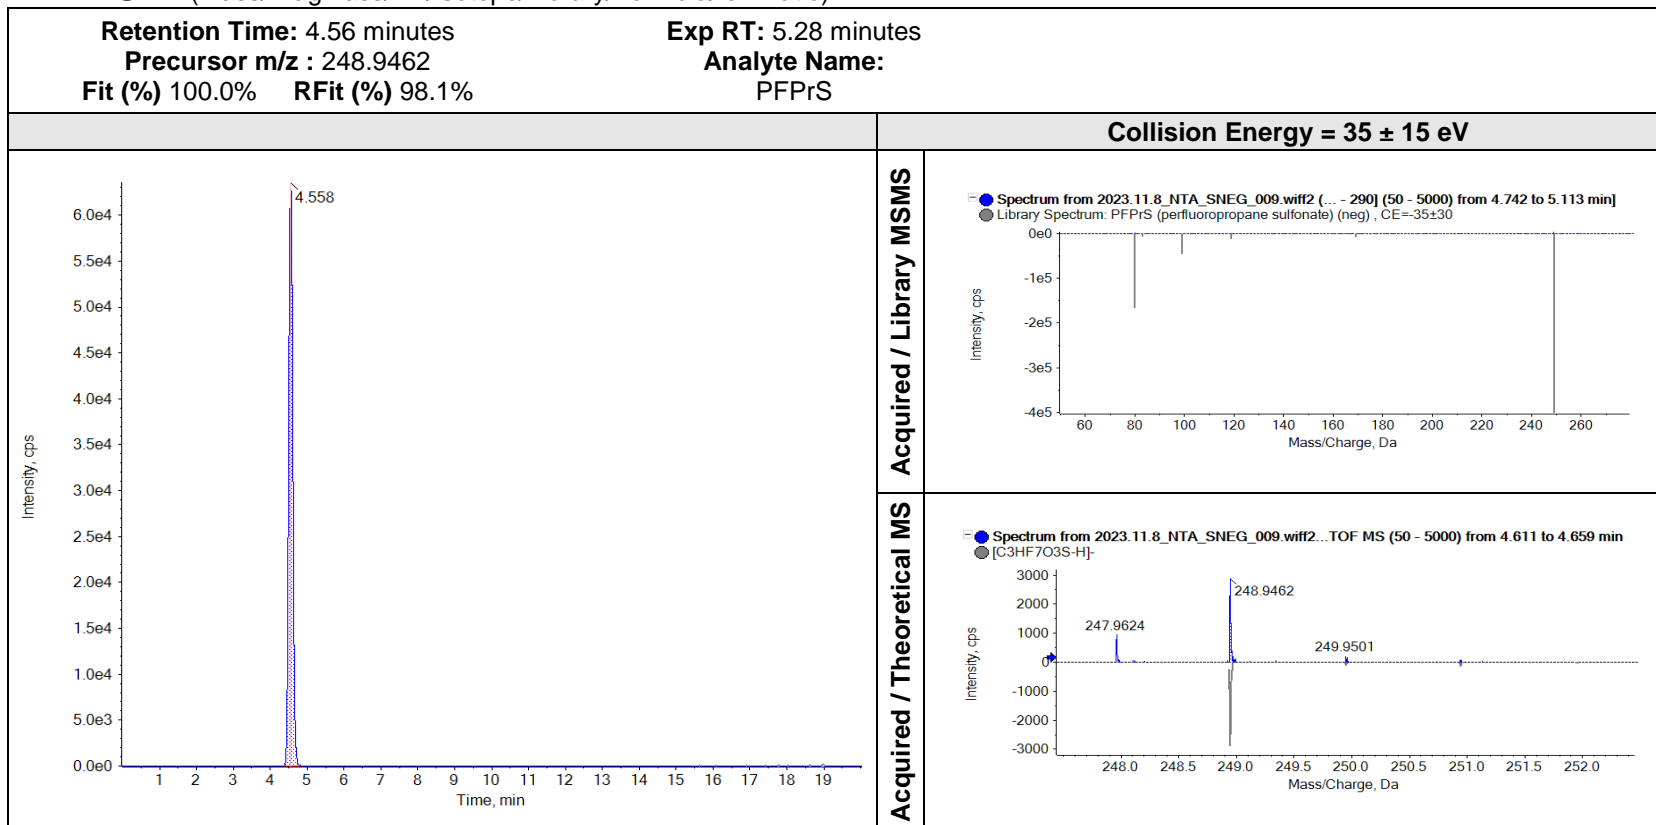 Retention Time: 4.56 minutes
Exp RT: 5.28 minutes
Precursor m/z : 248.9462
Analyte Name:
Fit (%) 100.0% RFit (%) 98.1%
PFPrS
Collision Energy = 35 ± 15 eV
4.558
6.0e4
5.5e4
5.0e4
4.5e4
4.0e4
3.5e4
3.0e4
2.5e4
2.0e4
1.5e4
1.0e4
5.0e3
0.0e0
Intensity, cps
1 2 3 4 5 6 7 8 9 10 11 12 13 14 15 16 17 18 19
Time, min
Acquired / Library MSMS
Spectrum from 2023.11.8_NTA_SNEG_009.wiff2 (... - 290] (50 - 5000) from 4.742 to 5.113 min]
Library Spectrum: PFPrS (perfluoropropane sulfonate) (neg) , CE=-35±30
0e0
-1e5
-2e5
-3e5
-4e5
Intensity, cps
60 80 100 120 140 160 180 200 220 240 260
Mass/Charge, Da
Acquired / Theoretical MS
Spectrum from 2023.11.8_NTA_SNEG_009.wiff2...TOF MS (50 - 5000) from 4.611 to 4.659 min
[C3HF7O3S-H]-
3000
2000
1000
0
-1000
-2000
-3000
Intensity, cps
247.9624
248.9462
249.9501
248.0 248.5 249.0 249.5 250.0 250.5 251.0 251.5 252.0
Mass/Charge, Da